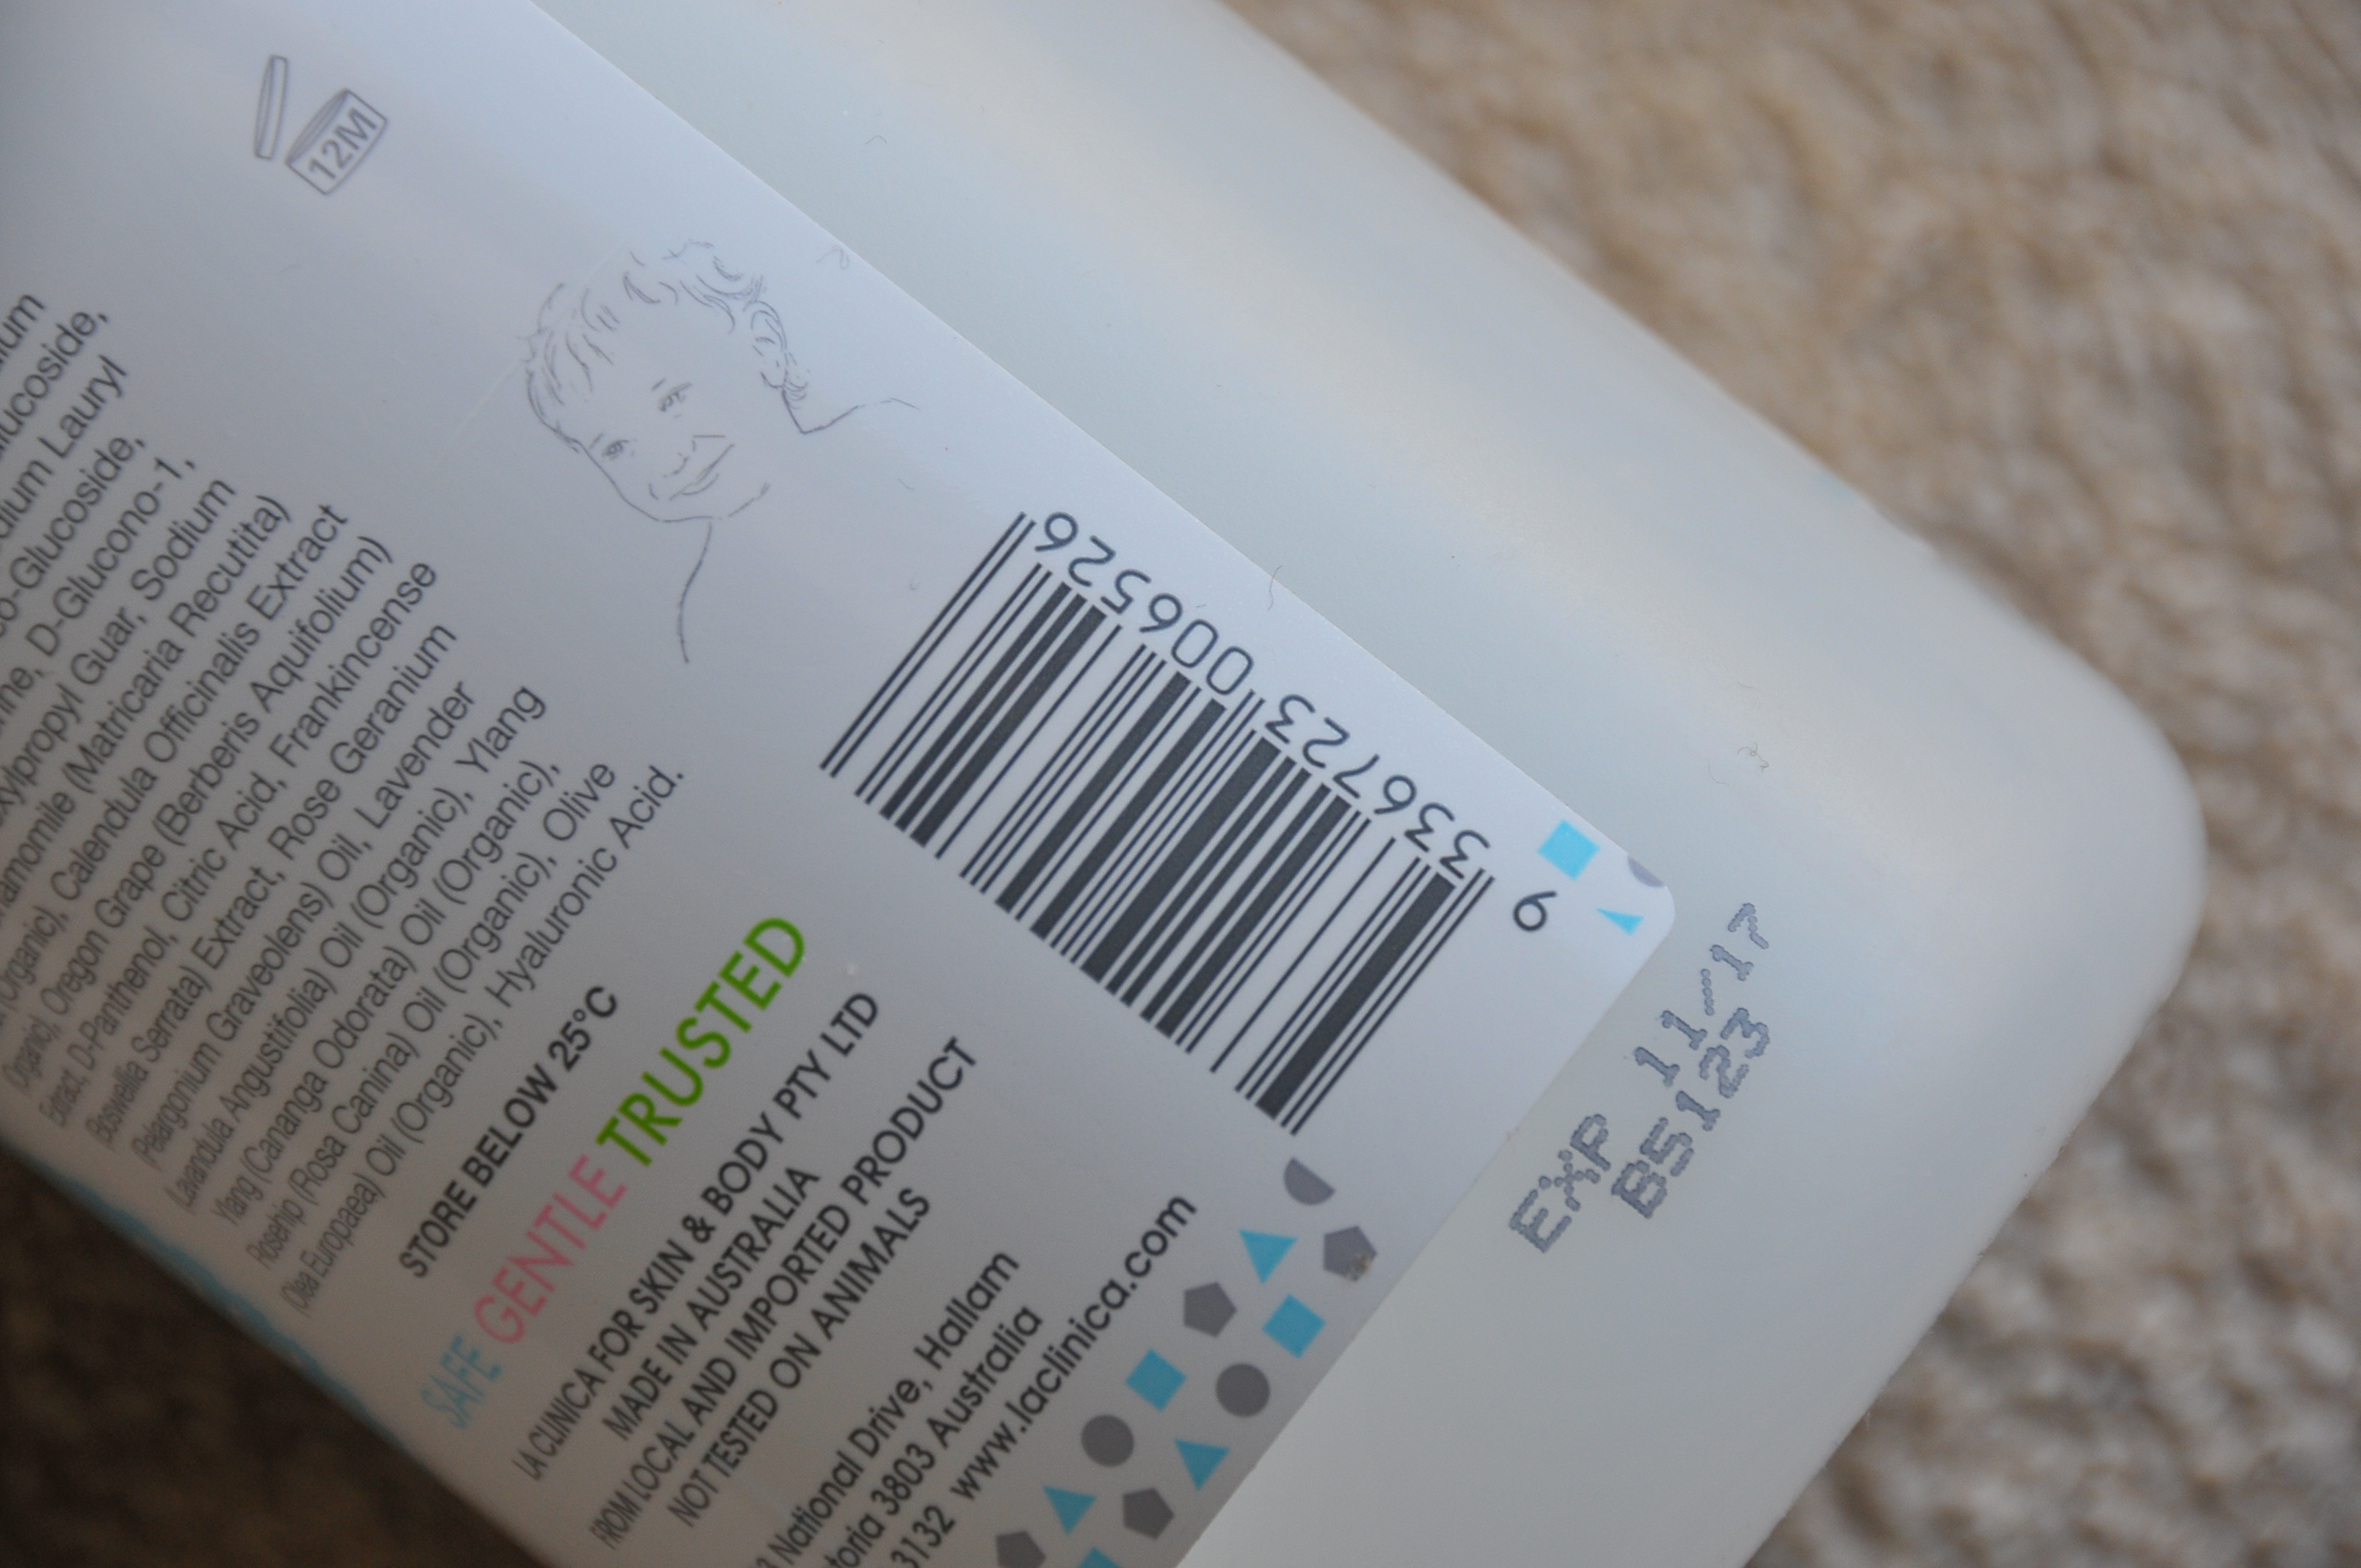 12M
ium
lucoside,
dium Lauryl
co-Glucoside,
ine, D-Glucono-1,
xylpropyl Guar, Sodium
hamomile (Matricaria Recutita)
(Organic), Calendula Officinalis Extract
Organic), Oregon Grape (Berberis Aquifolium)
Extract, D-Panthenol, Citric Acid, Frankincense
Boswellia Serrata) Extract, Rose Geranium
Pelargonium Graveolens) Oil, Lavender
Lavandula Angustifolia) Oil (Organic), Ylang
Ylang (Cananga Odorata) Oil (Organic),
Rosehip (Rosa Canina) Oil (Organic), Olive
(Olea Europaea) Oil (Organic), Hyaluronic Acid.
STORE BELOW 25°C
SAFE GENTLE TRUSTED
LA CLINICA FOR SKIN & BODY PTY LTD
MADE IN AUSTRALIA
FROM LOCAL AND IMPORTED PRODUCT
NOT TESTED ON ANIMALS
National Drive, Hallam
toria 3803 Australia
3132 www.laclinica.com
9 336723 006526
EXP 11/17
B5123